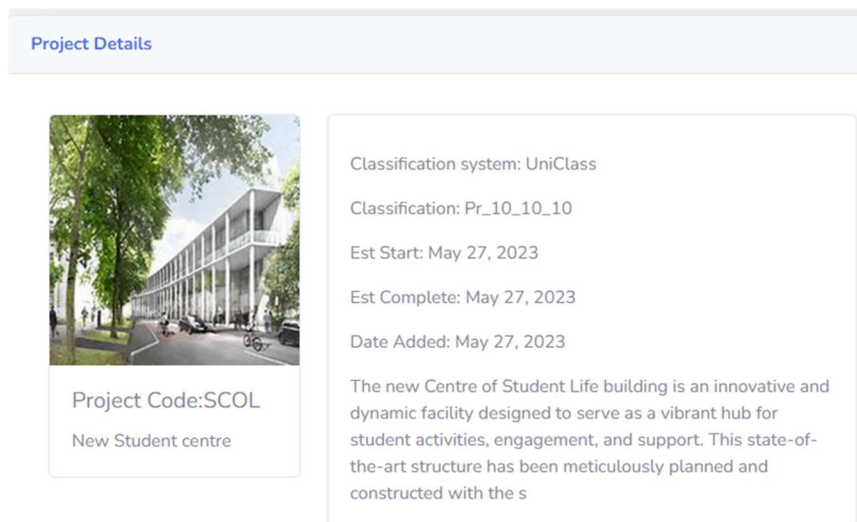 Project Details
Project Code:SCOL
New Student centre
Classification system: UniClass
Classification: Pr_10_10_10
Est Start: May 27, 2023
Est Complete: May 27, 2023
Date Added: May 27, 2023
The new Centre of Student Life building is an innovative and
dynamic facility designed to serve as a vibrant hub for
student activities, engagement, and support. This state-of-
the-art structure has been meticulously planned and
constructed with the s